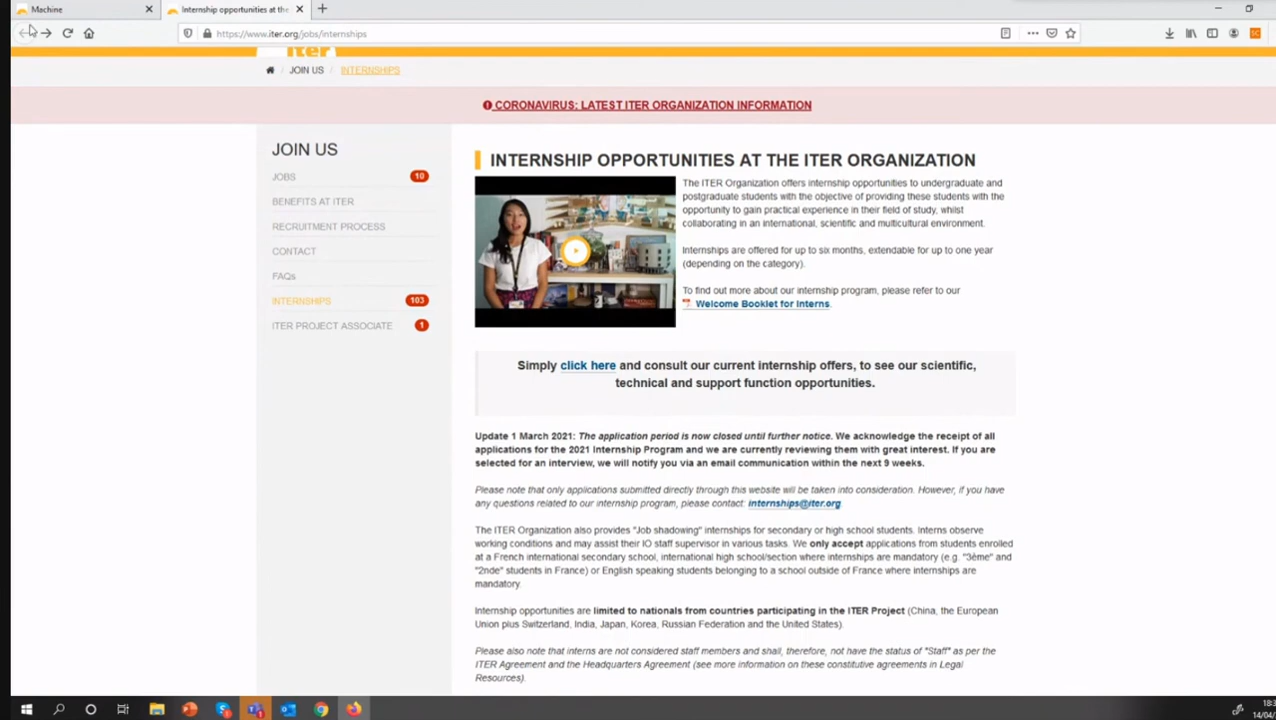 Machine
Internship opportunities at the
https://www.iter.org/jobs/internships
iter
JOIN US / INTERNSHIPS
CORONAVIRUS: LATEST ITER ORGANIZATION INFORMATION
JOIN US
JOBS 10
BENEFITS AT ITER
RECRUITMENT PROCESS
CONTACT
FAQs
INTERNSHIPS 103
ITER PROJECT ASSOCIATE 1
INTERNSHIP OPPORTUNITIES AT THE ITER ORGANIZATION
The ITER Organization offers internship opportunities to undergraduate and
postgraduate students with the objective of providing these students with the
opportunity to gain practical experience in their field of study, whilst
collaborating in an international, scientific and multicultural environment.
Internships are offered for up to six months, extendable for up to one year
(depending on the category).
To find out more about our internship program, please refer to our
Welcome Booklet for Interns.
Simply click here and consult our current internship offers, to see our scientific,
technical and support function opportunities.
Update 1 March 2021: The application period is now closed until further notice. We acknowledge the receipt of all
applications for the 2021 Internship Program and we are currently reviewing them with great interest. If you are
selected for an interview, we will notify you via an email communication within the next 9 weeks.
Please note that only applications submitted directly through this website will be taken into consideration. However, if you have
any questions related to our internship program, please contact: internships@iter.org
The ITER Organization also provides "Job shadowing" internships for secondary or high school students. Interns observe
working conditions and may assist their IO staff supervisor in various tasks. We only accept applications from students enrolled
at a French international secondary school, international high school/section where internships are mandatory (e.g. "3ème" and
"2nde" students in France) or English speaking students belonging to a school outside of France where internships are
mandatory.
Internship opportunities are limited to nationals from countries participating in the ITER Project (China, the European
Union plus Switzerland, India, Japan, Korea, Russian Federation and the United States).
Please also note that interns are not considered staff members and shall, therefore, not have the status of "Staff" as per the
ITER Agreement and the Headquarters Agreement (see more information on these constitutive agreements in Legal
Resources).
18:3
14/04/